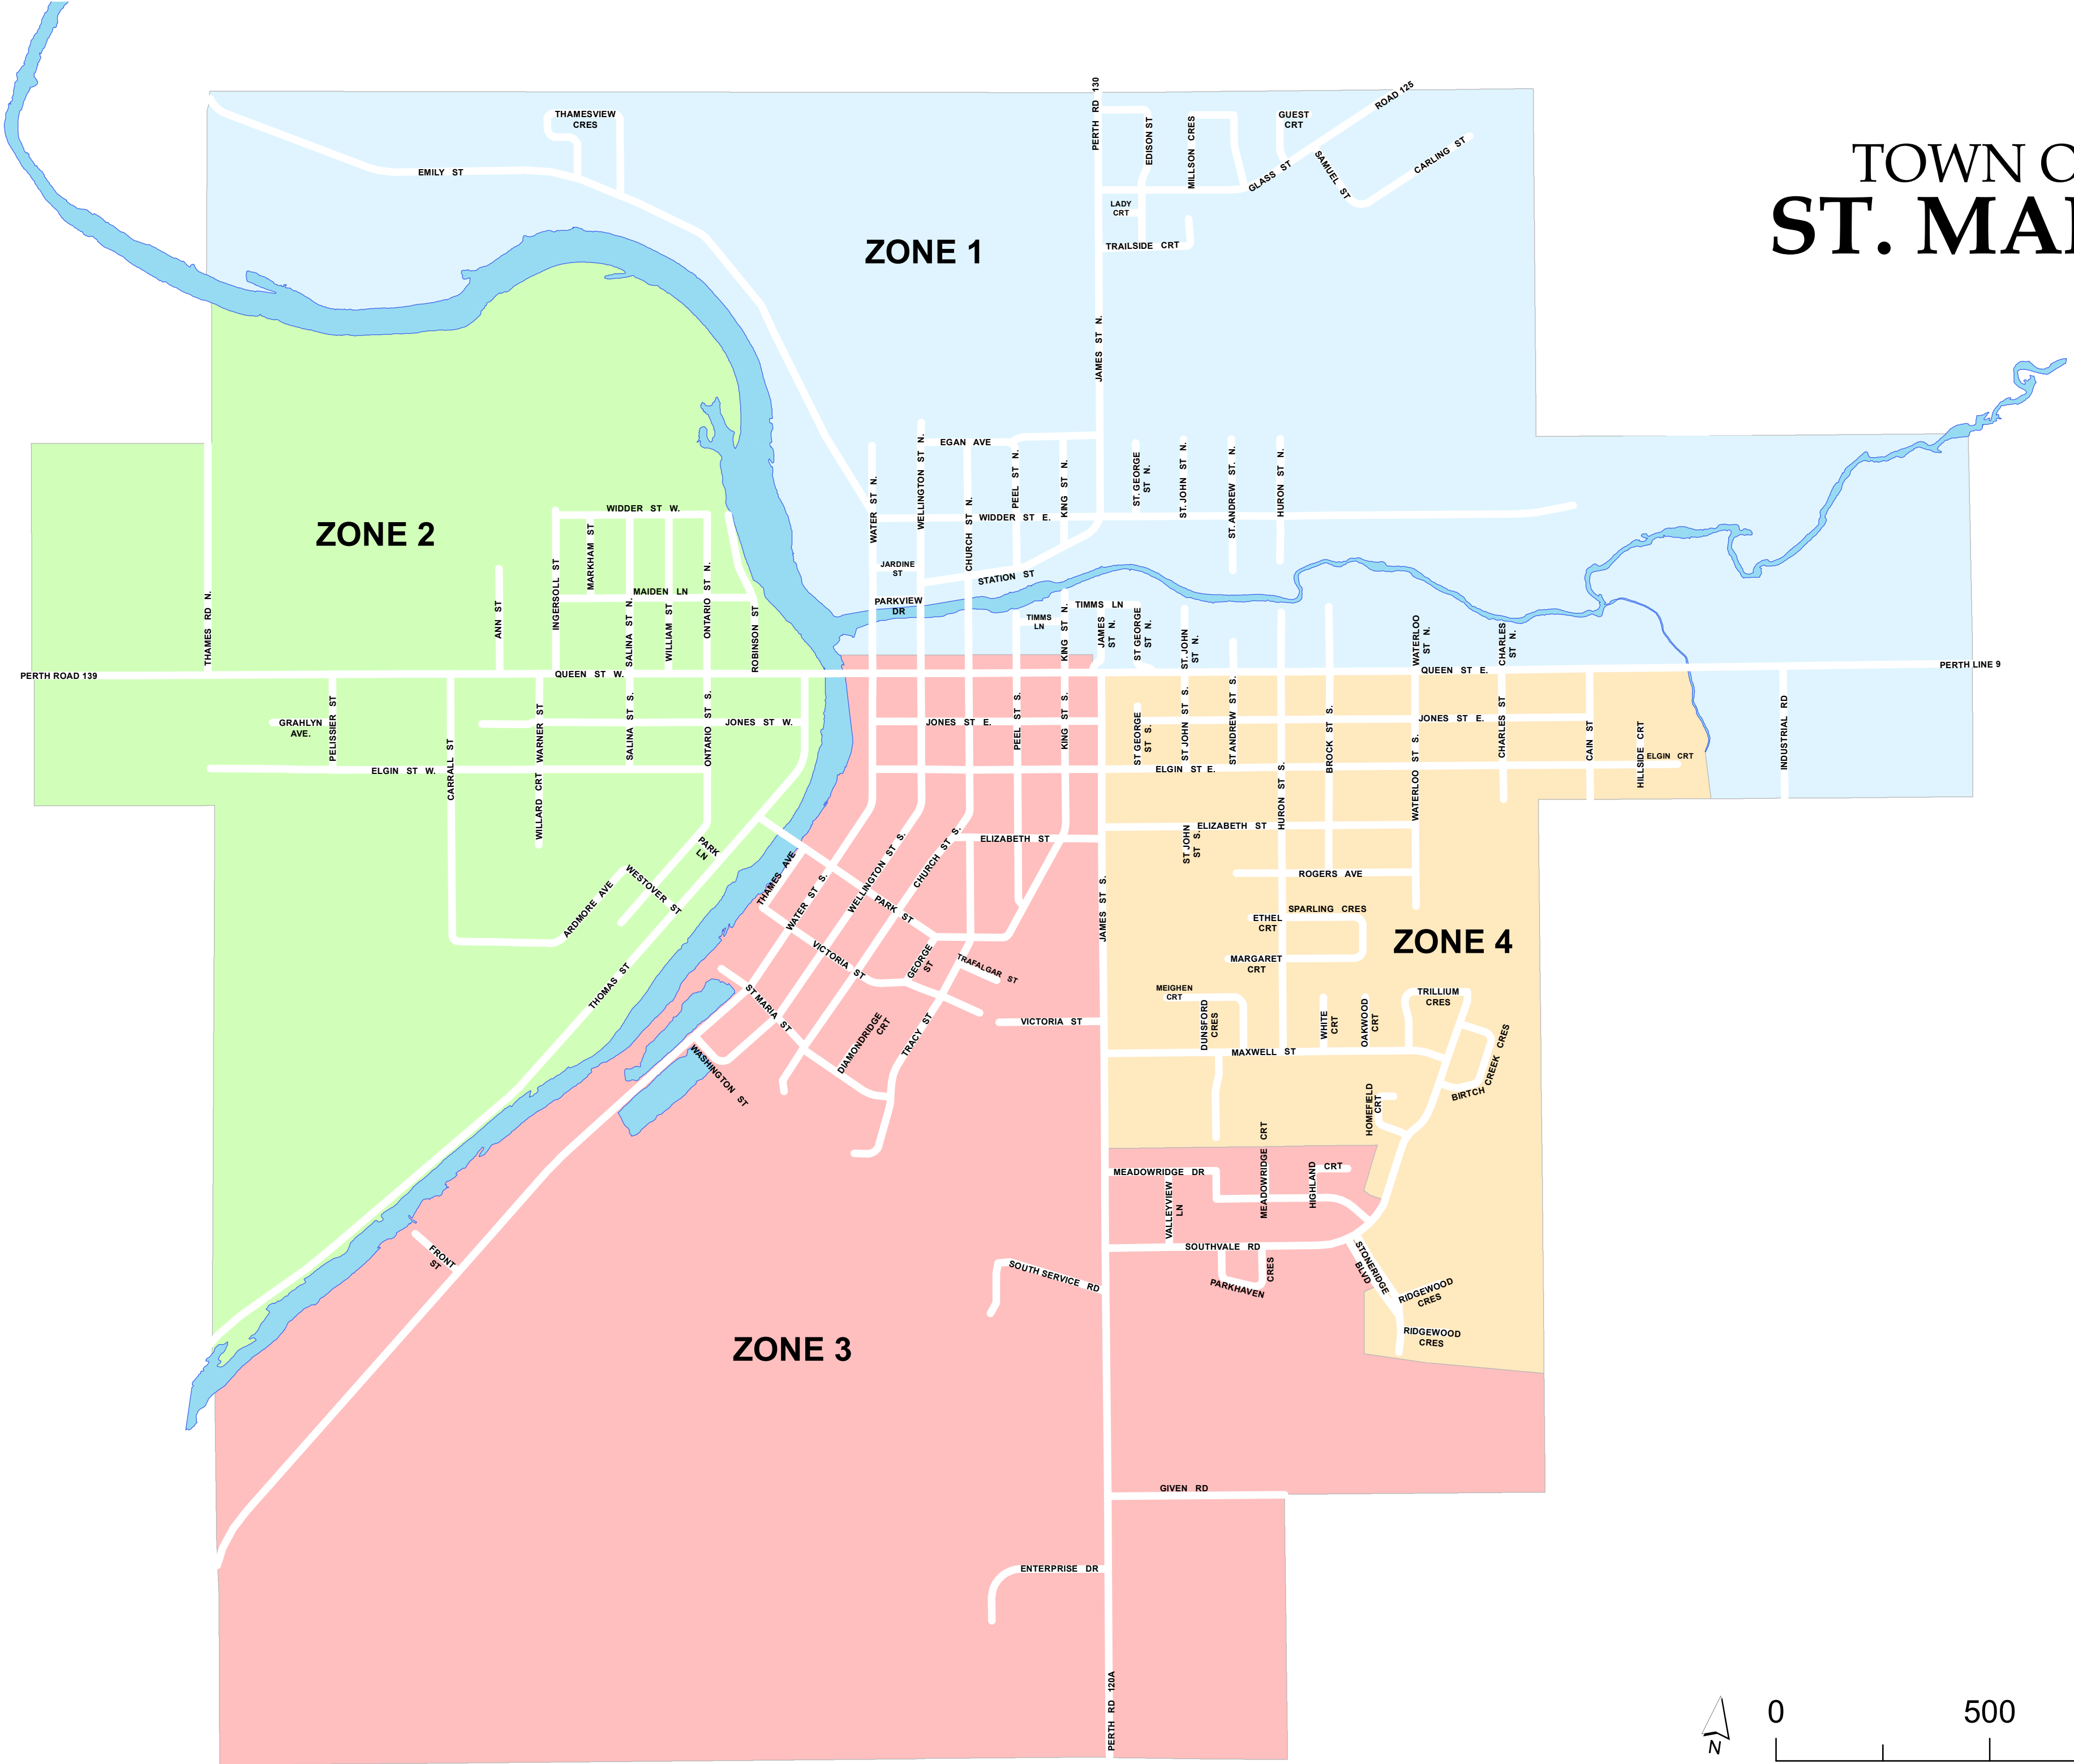 TOWN O
ST. MA
ZONE 1
ZONE 2
ZONE 3
ZONE 4
THAMESVIEW
CRES
EMILY ST
PERTH RD 130
EDISON ST
MILLSON CRES
GUEST
CRT
ROAD 125
GLASS ST
SAMUEL ST
CARLING ST
LADY
CRT
TRAILSIDE CRT
JAMES ST N.
EGAN AVE
WATER ST N.
WELLINGTON ST N.
CHURCH ST N.
PEEL ST N.
KING ST N.
ST. GEORGE
ST N.
ST. JOHN ST N.
ST. ANDREW ST. N.
HURON ST N.
WIDDER ST E.
JARDINE
ST
STATION ST
PARKVIEW
DR
TIMMS LN
TIMMS
LN
KING ST N.
JAMES
ST N.
ST GEORGE
ST N.
ST. JOHN
ST N.
WATERLOO
ST N.
CHARLES
ST N.
WIDDER ST W.
MARKHAM ST
INGERSOLL ST
MAIDEN LN
ANN ST
SALINA ST N.
WILLIAM ST
ONTARIO ST N.
ROBINSON ST
THAMES RD N.
PERTH ROAD 139
QUEEN ST W.
QUEEN ST E.
PERTH LINE 9
GRAHLYN
AVE.
PELISSIER ST
CARRALL ST
WARNER ST
WILLARD CRT
SALINA ST S.
ONTARIO ST S.
JONES ST W.
ELGIN ST W.
JONES ST E.
PEEL ST S.
KING ST S.
ST GEORGE
ST S.
ST JOHN ST S.
ST ANDREW ST S.
BROCK ST S.
JONES ST E.
CHARLES ST
CAIN ST
HILLSIDE CRT
ELGIN CRT
INDUSTRIAL RD
ELGIN ST E.
HURON ST S.
WATERLOO ST S.
ELIZABETH ST
ELIZABETH ST
ST JOHN
ST S.
ROGERS AVE
PARK
LN
WESTOVER ST
ARDMORE AVE
THOMAS ST
THAMES AVE
WATER ST S.
WELLINGTON ST S.
CHURCH ST S.
PARK ST
VICTORIA ST
GEORGE
ST
TRAFALGAR ST
ST MARIA ST
DIAMONDRIDGE
CRT
TRACY ST
WASHINGTON ST
VICTORIA ST
JAMES ST S.
SPARLING CRES
ETHEL
CRT
MARGARET
CRT
MEIGHEN
CRT
DUNSFORD
CRES
WHITE
CRT
OAKWOOD
CRT
TRILLIUM
CRES
MAXWELL ST
BIRTCH CREEK CRES
HOMEFIELD
CRT
MEADOWRIDGE DR
VALLEYVIEW
LN
MEADOWRIDGE CRT
HIGHLAND CRT
SOUTHVALE RD
PARKHAVEN CRES
STONERIDGE
BLVD
RIDGEWOOD
CRES
RIDGEWOOD
CRES
FRONT
ST
SOUTH SERVICE RD
GIVEN RD
ENTERPRISE DR
PERTH RD 120A
N
0 500